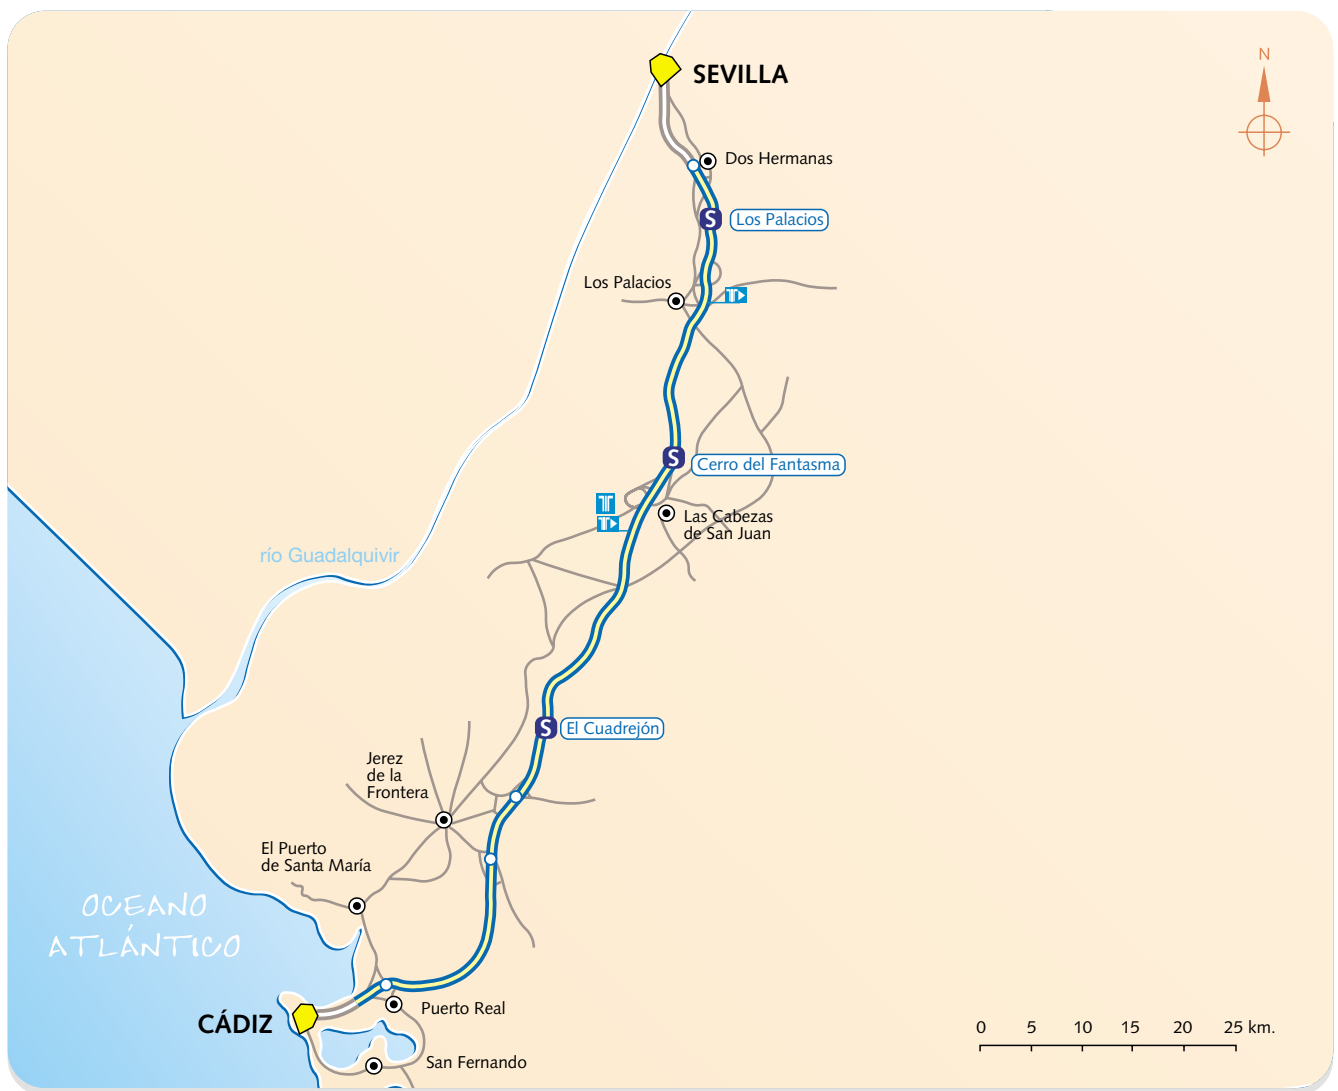 N
SEVILLA
Dos Hermanas
S
Los Palacios
Los Palacios
T
S
Cerro del Fantasma
T
T
Las Cabezas
de San Juan
río Guadalquivir
S
El Cuadrejón
Jerez
de la
Frontera
El Puerto
de Santa María
OCEANO
ATLÁNTICO
CÁDIZ
Puerto Real
San Fernando
0 5 10 15 20 25 km.